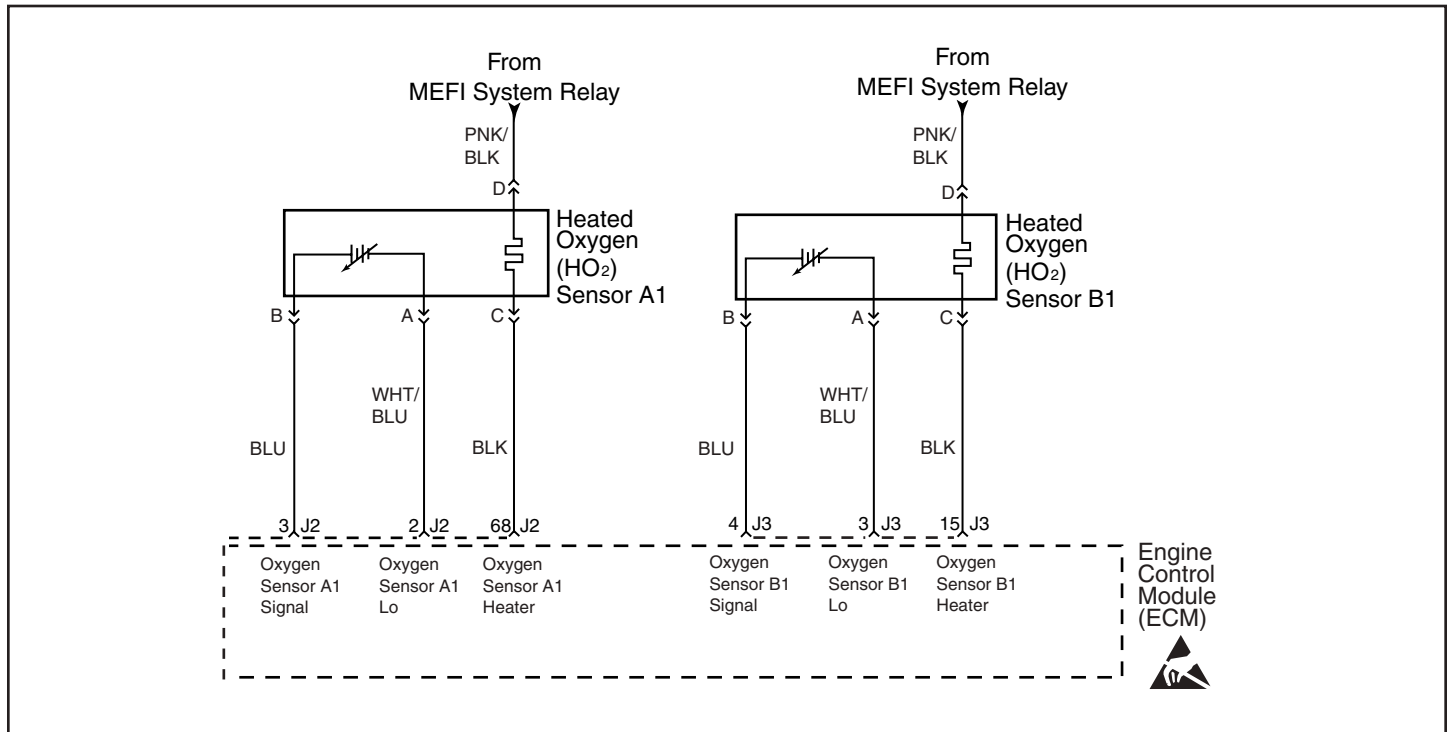 From
MEFI System Relay
PNK/
BLK
D
Heated
Oxygen
(HO2)
Sensor A1
B
A
C
WHT/
BLU
BLU
BLK
3 J2
2 J2
68 J2
Oxygen
Sensor A1
Signal
Oxygen
Sensor A1
Lo
Oxygen
Sensor A1
Heater
From
MEFI System Relay
PNK/
BLK
D
Heated
Oxygen
(HO2)
Sensor B1
B
A
C
WHT/
BLU
BLU
BLK
4 J3
3 J3
15 J3
Oxygen
Sensor B1
Signal
Oxygen
Sensor B1
Lo
Oxygen
Sensor B1
Heater
Engine
Control
Module
(ECM)